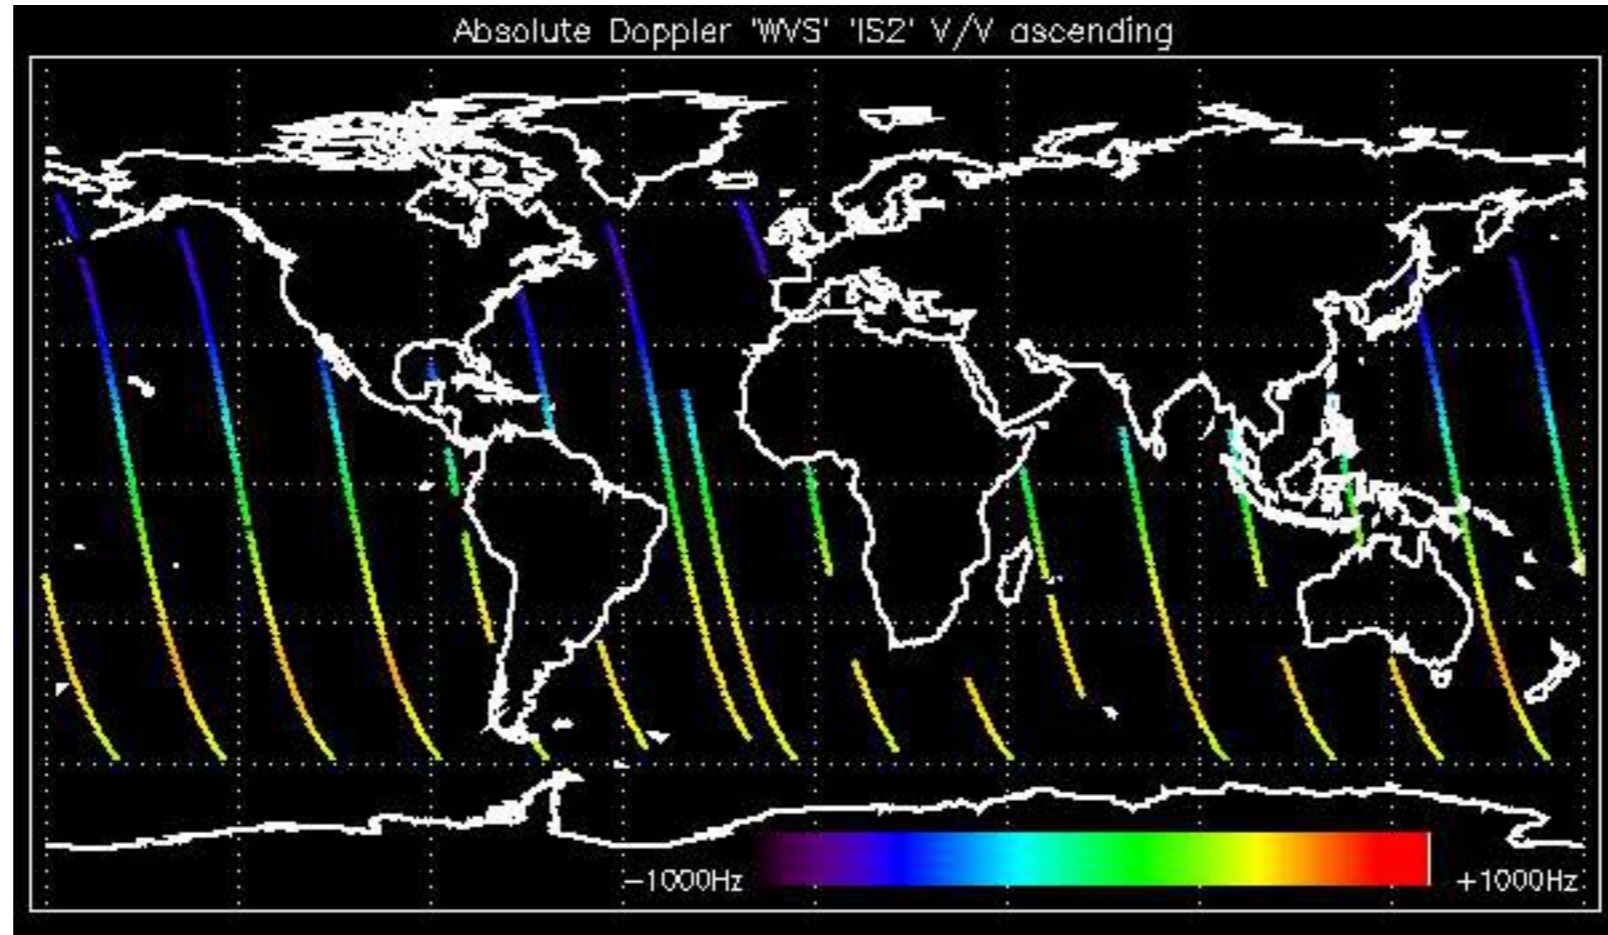 Absolute Doppler 'WVS' 'IS2' V/V ascending
−1000Hz +1000Hz